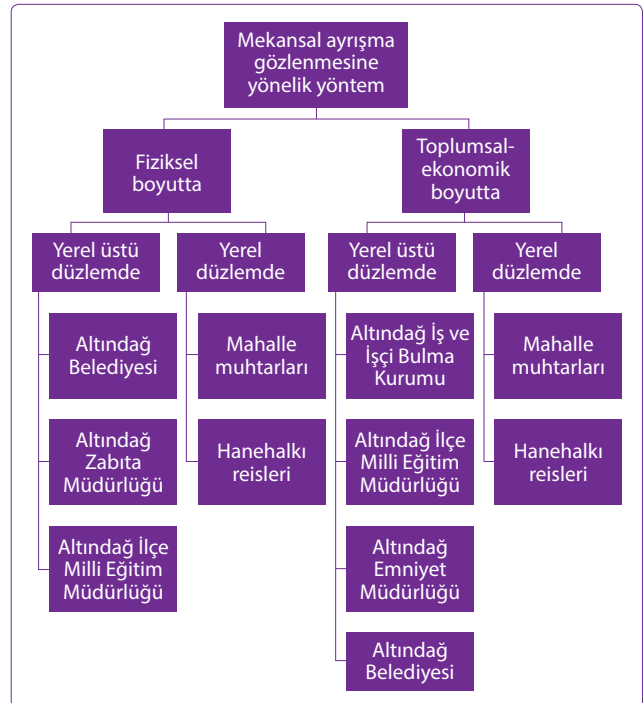 Mekansal ayrışma
gözlenmesine
yönelik yöntem
Fiziksel
boyutta
Toplumsal-
ekonomik
boyutta
Yerel üstü
düzlemde
Yerel
düzlemde
Yerel üstü
düzlemde
Yerel
düzlemde
Altındağ
Belediyesi
Altındağ
Zabıta
Müdürlüğü
Altındağ İlçe
Milli Eğitim
Müdürlüğü
Mahalle
muhtarları
Hanehalkı
reisleri
Altındağ İş ve
İşçi Bulma
Kurumu
Altındağ İlçe
Milli Eğitim
Müdürlüğü
Altındağ
Emniyet
Müdürlüğü
Altındağ
Belediyesi
Mahalle
muhtarları
Hanehalkı
reisleri